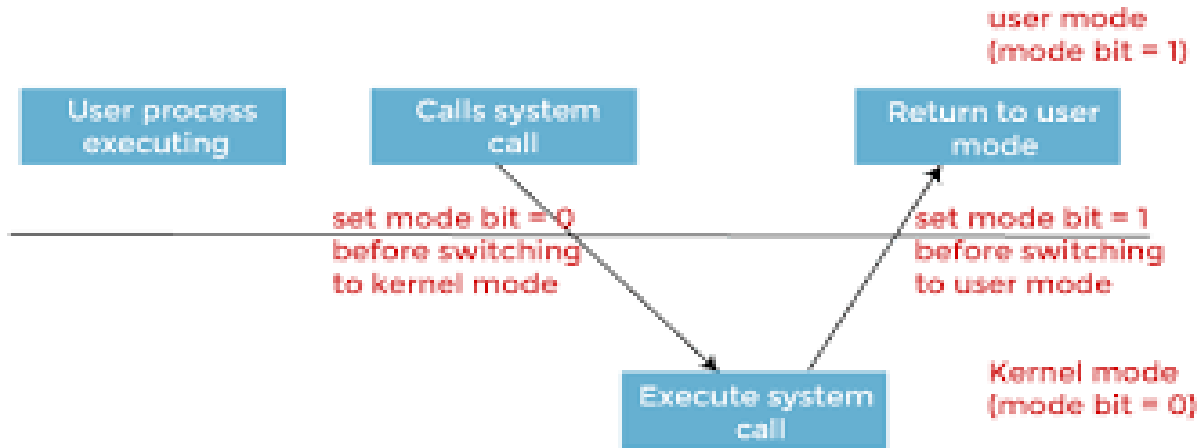 user mode
(mode bit = 1)
User process
executing
Calls system
call
Return to user
mode
set mode bit = 0
before switching
to kernel mode
set mode bit = 1
before switching
to user mode
Execute system
call
Kernel mode
(mode bit = 0)